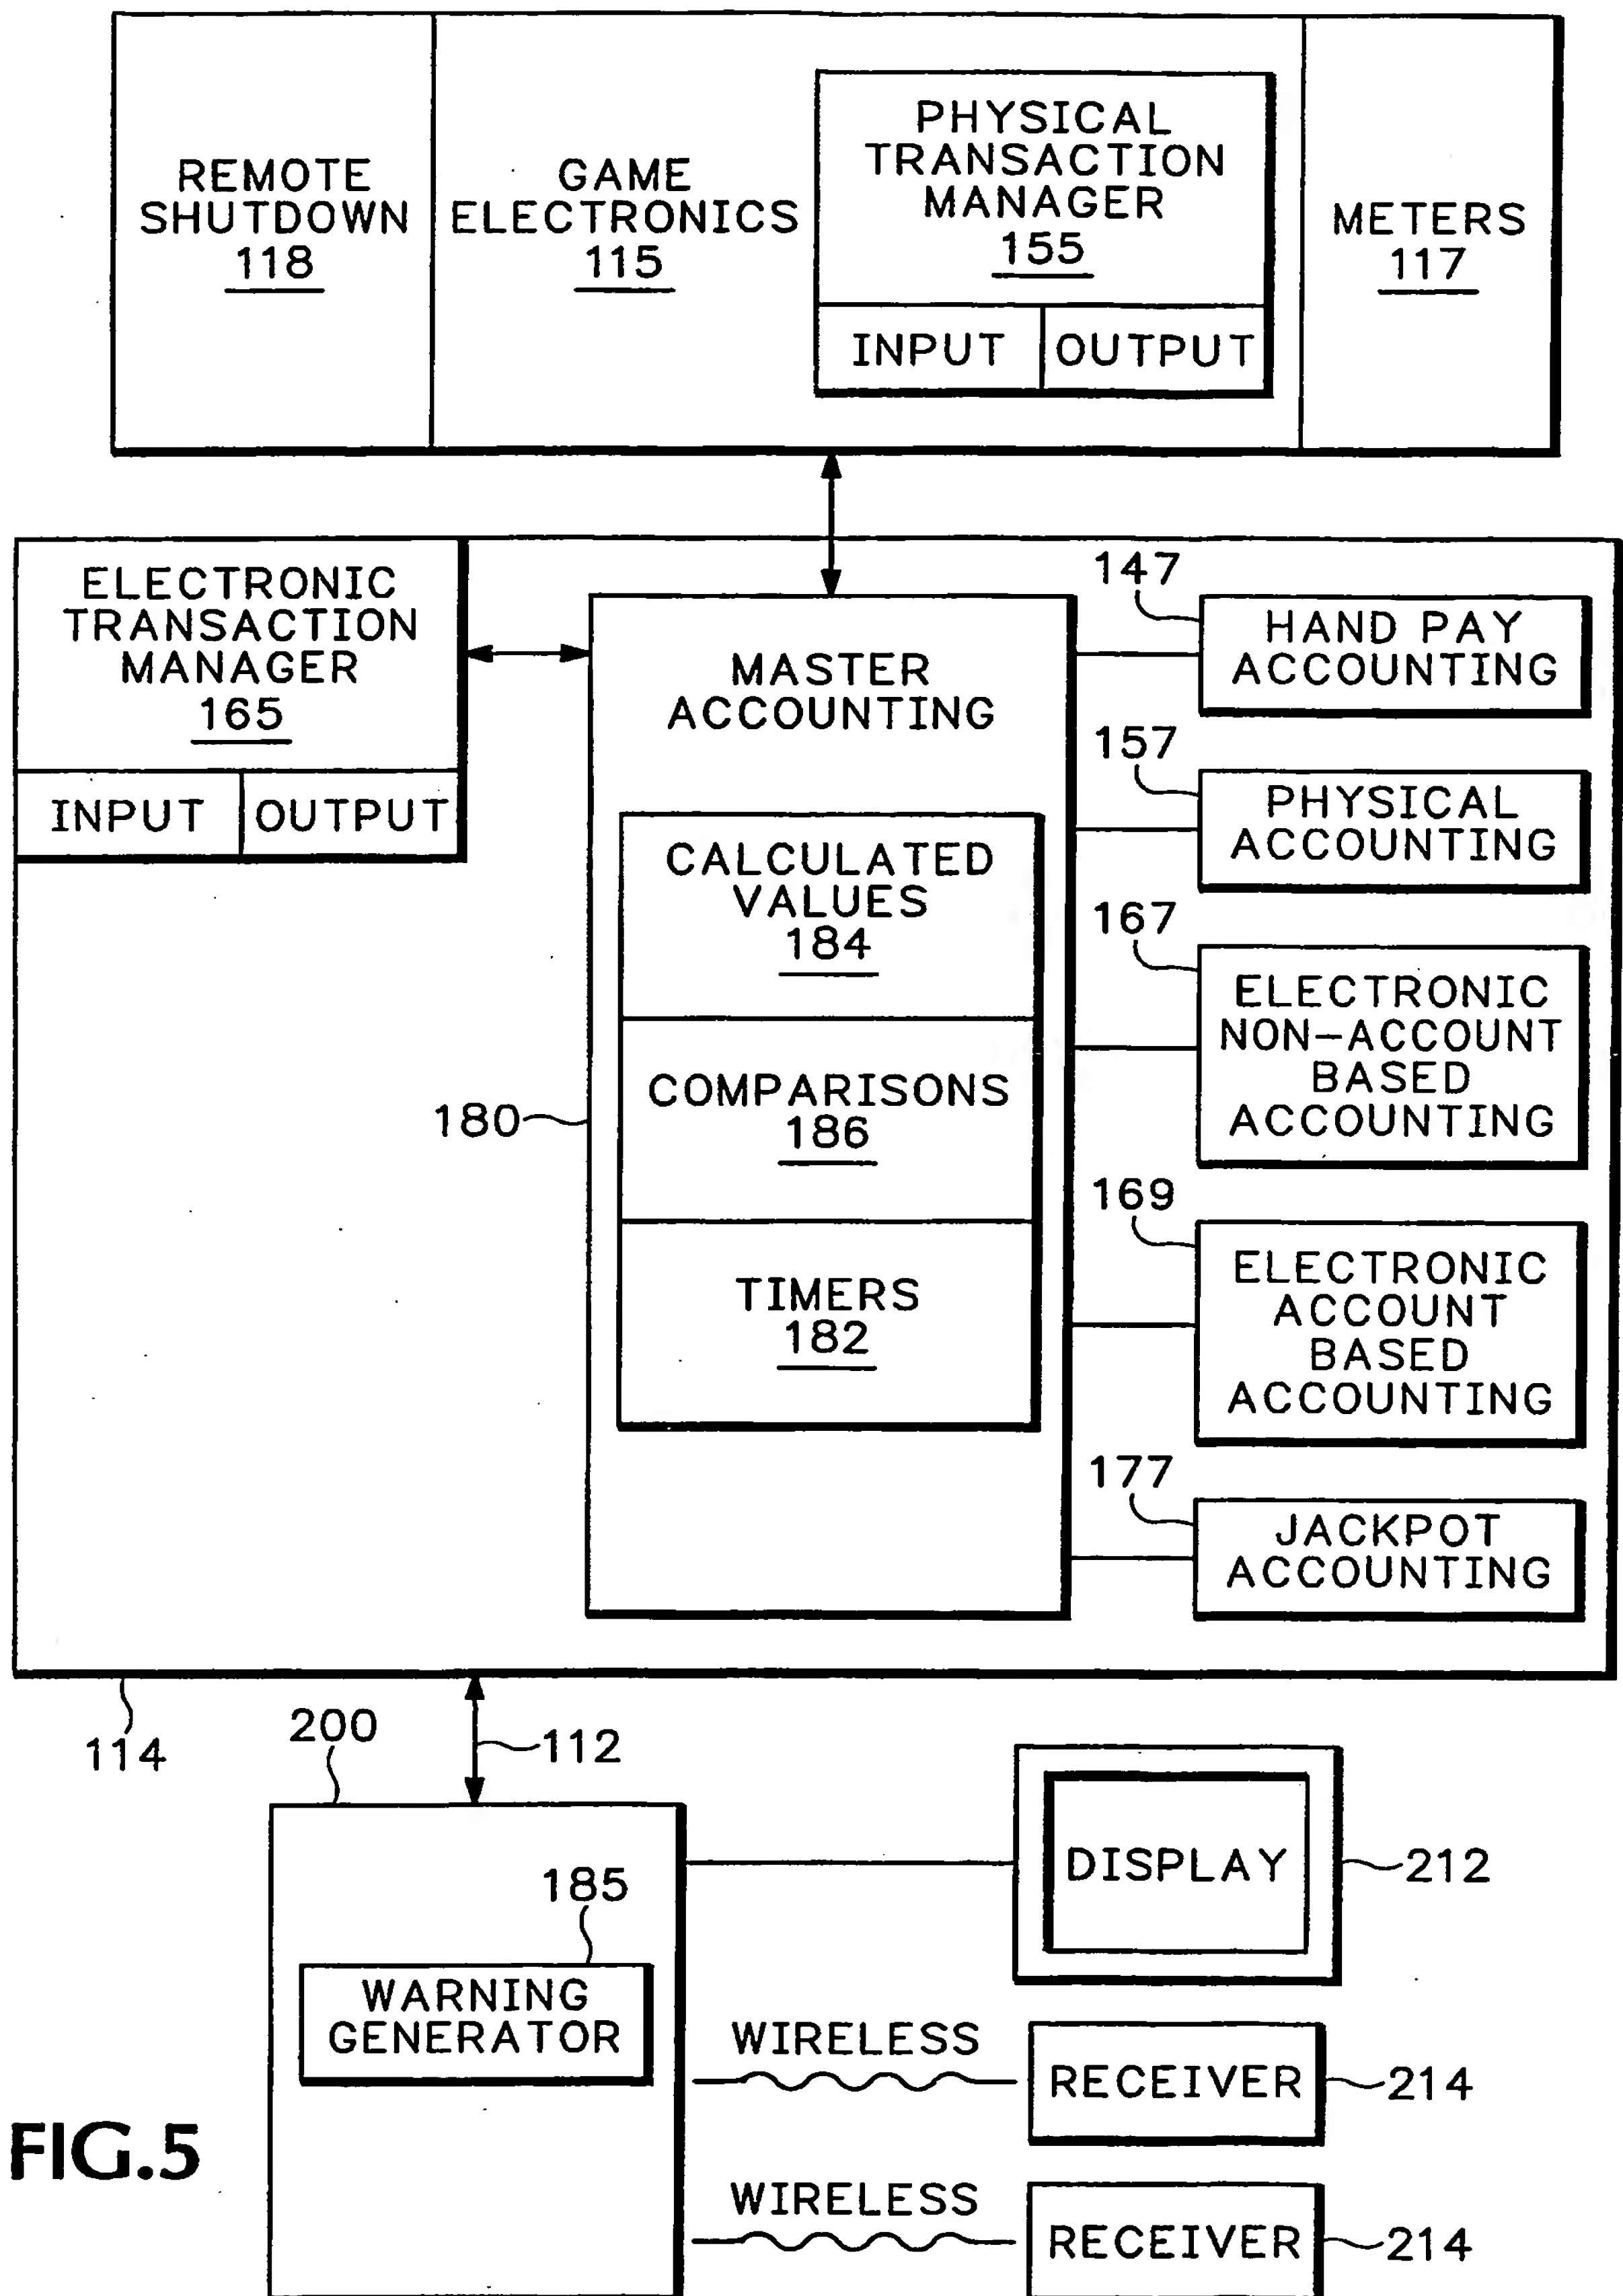 REMOTE
SHUTDOWN
118
GAME
ELECTRONICS
115
PHYSICAL
TRANSACTION
MANAGER
155
INPUT
OUTPUT
METERS
117
ELECTRONIC
TRANSACTION
MANAGER
165
INPUT
OUTPUT
MASTER
ACCOUNTING
CALCULATED
VALUES
184
COMPARISONS
186
TIMERS
182
180
147
HAND PAY
ACCOUNTING
157
PHYSICAL
ACCOUNTING
167
ELECTRONIC
NON-ACCOUNT
BASED
ACCOUNTING
169
ELECTRONIC
ACCOUNT
BASED
ACCOUNTING
177
JACKPOT
ACCOUNTING
114
200
112
185
WARNING
GENERATOR
DISPLAY
212
WIRELESS
RECEIVER
214
WIRELESS
RECEIVER
214
FIG.5